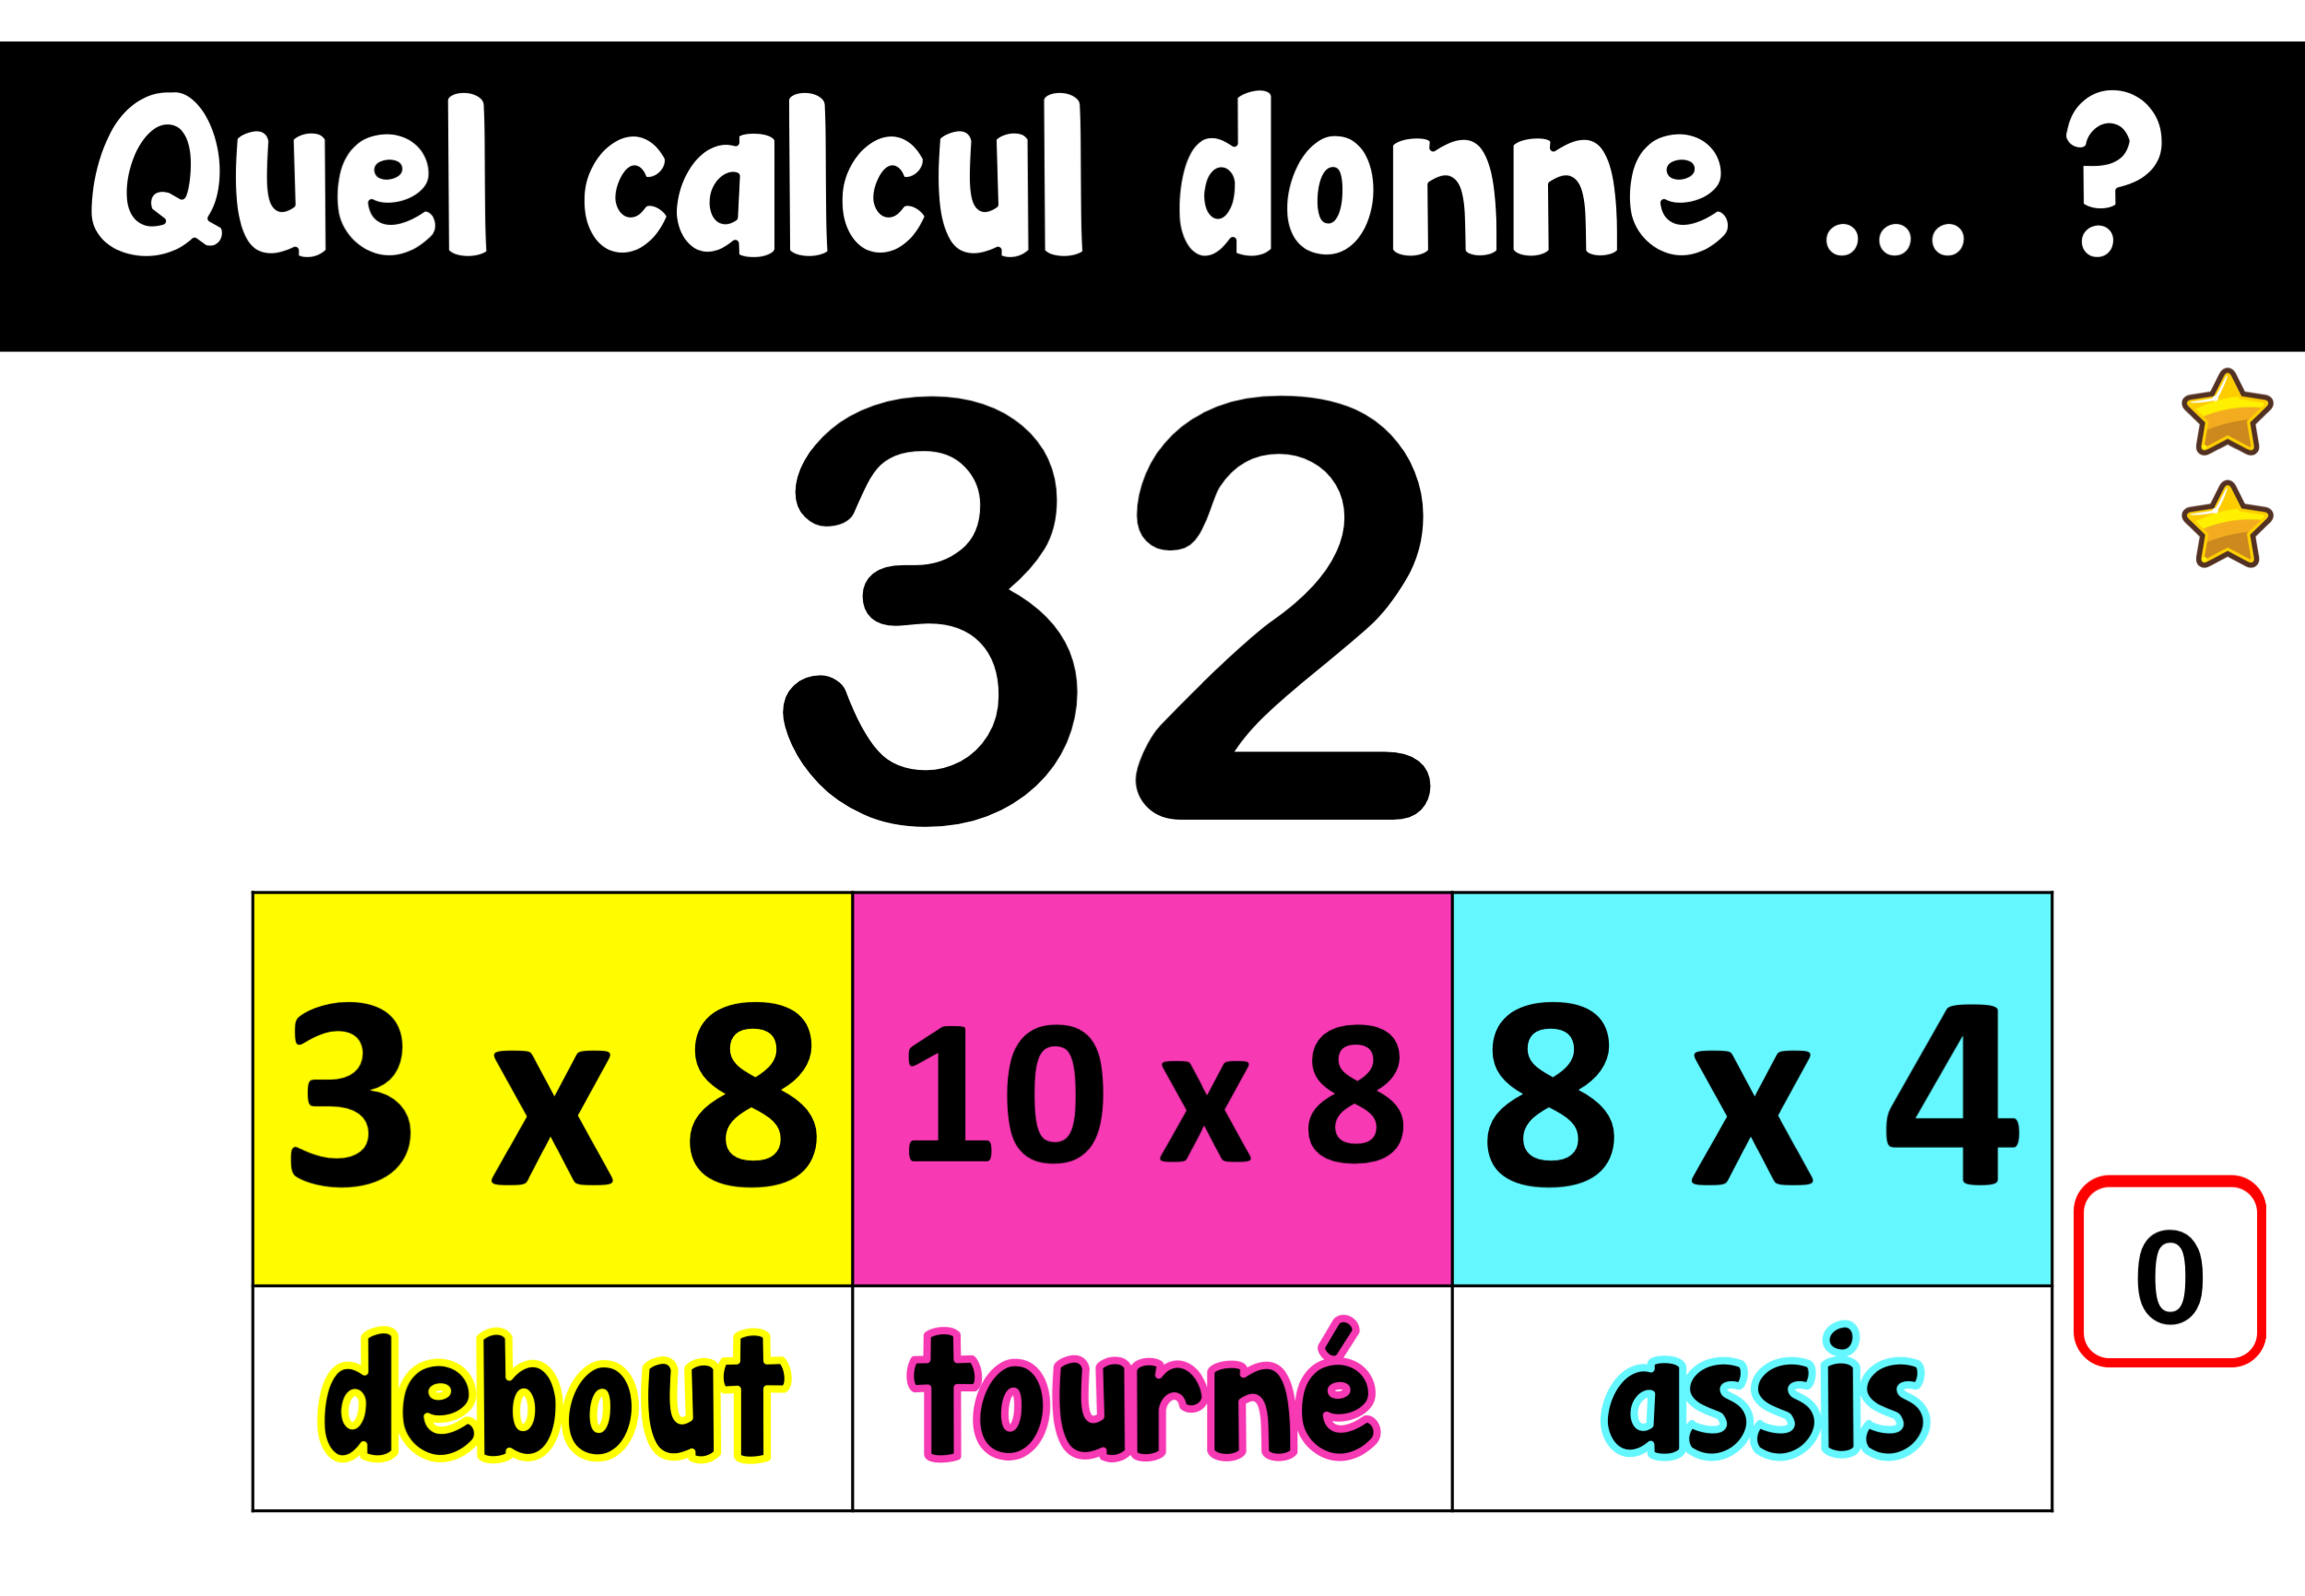 Quel calcul donne ... ?
32
3 x 8 10 x 8 8 x 4
0
debout tourné assis